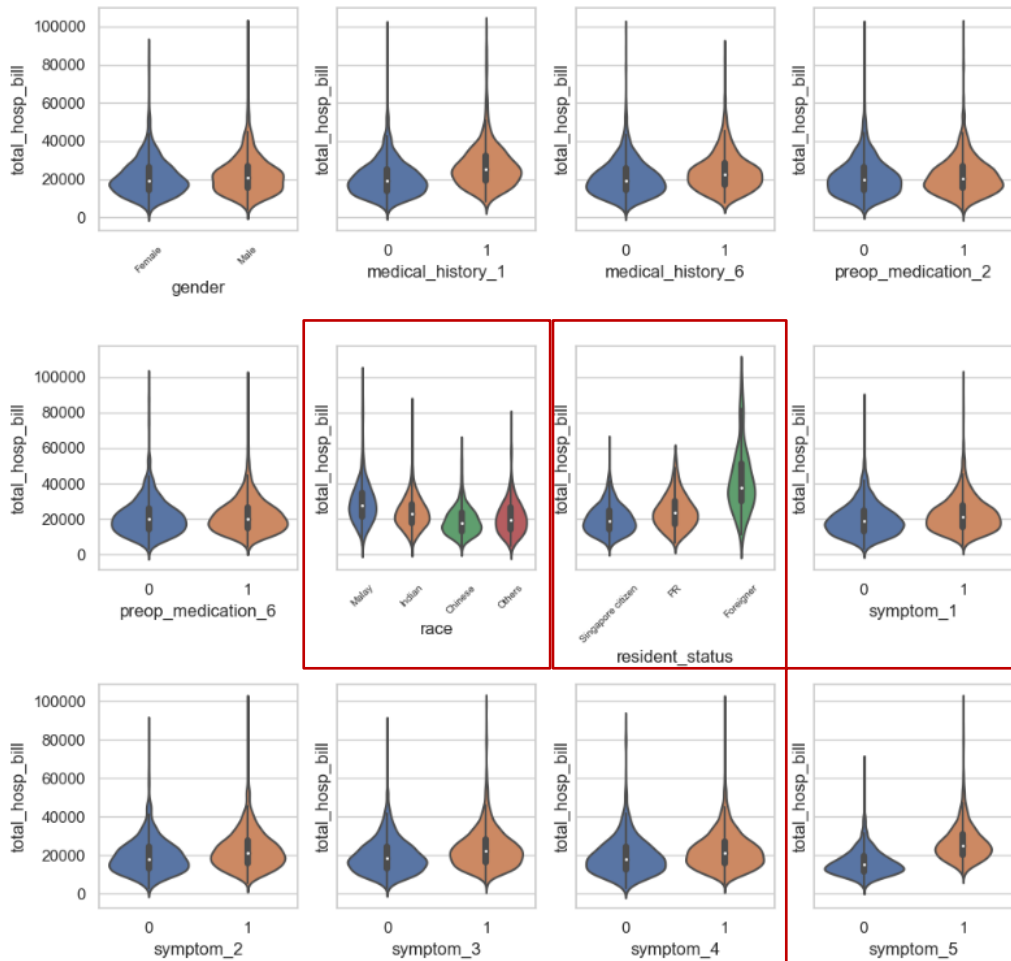 total_hosp_bill
100000
80000
60000
40000
20000
0
Female
Male
gender
total_hosp_bill
0
1
medical_history_1
total_hosp_bill
0
1
medical_history_6
total_hosp_bill
0
1
preop_medication_2
total_hosp_bill
100000
80000
60000
40000
20000
0
0
1
preop_medication_6
total_hosp_bill
Malay
Indian
Chinese
Others
race
total_hosp_bill
Singapore citizen
PR
Foreigner
resident_status
total_hosp_bill
0
1
symptom_1
total_hosp_bill
100000
80000
60000
40000
20000
0
0
1
symptom_2
total_hosp_bill
0
1
symptom_3
total_hosp_bill
0
1
symptom_4
total_hosp_bill
0
1
symptom_5